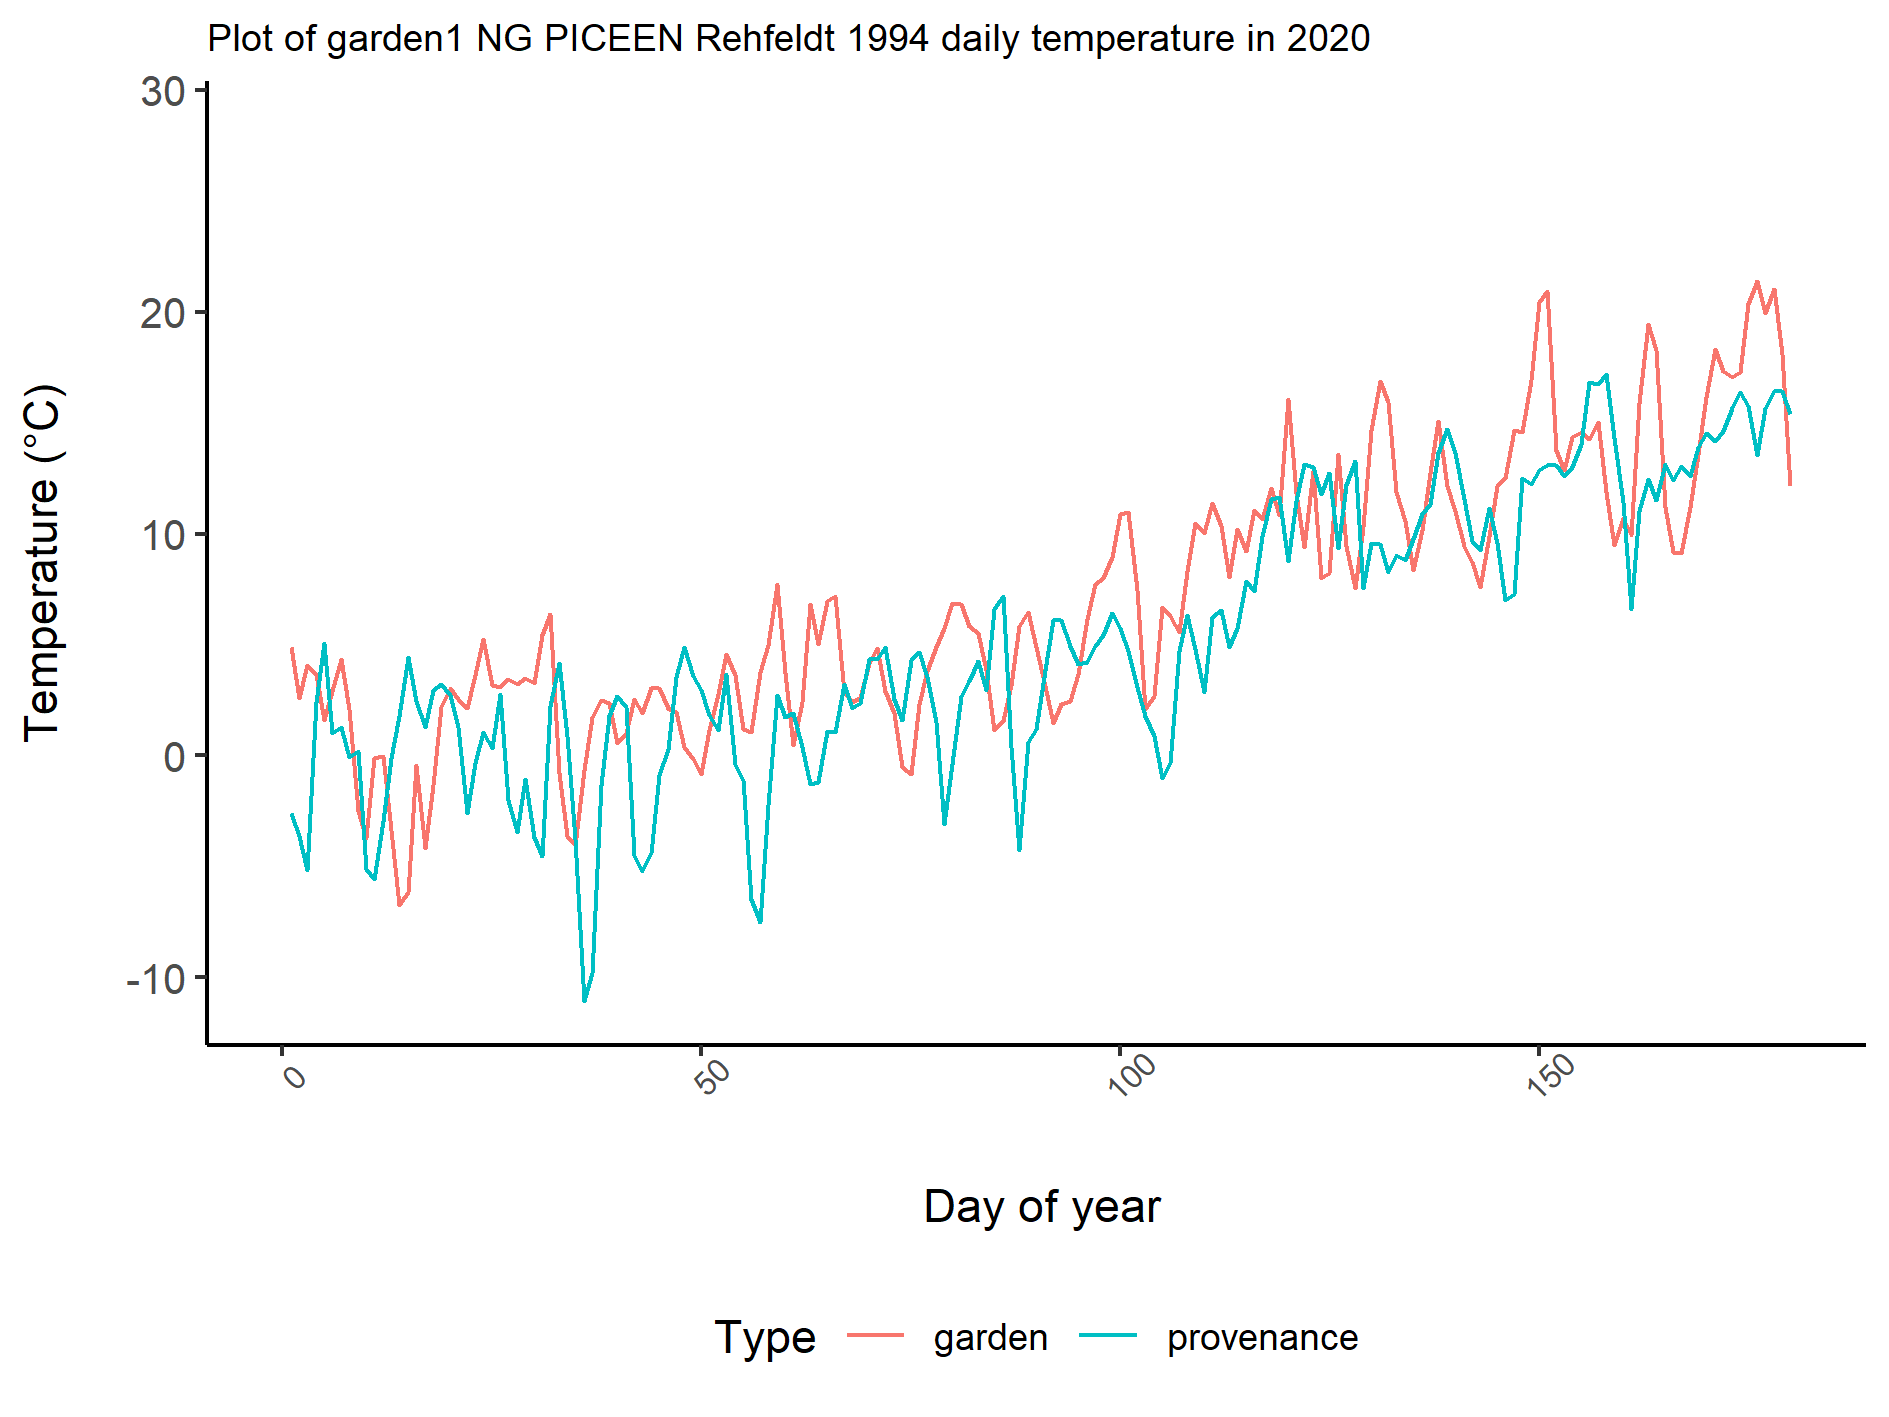 Plot of garden1 NG PICEEN Rehfeldt 1994 daily temperature in 2020
30
20
10
0
-10
Temperature (°C)
0 50 100 150
Day of year
Type garden provenance